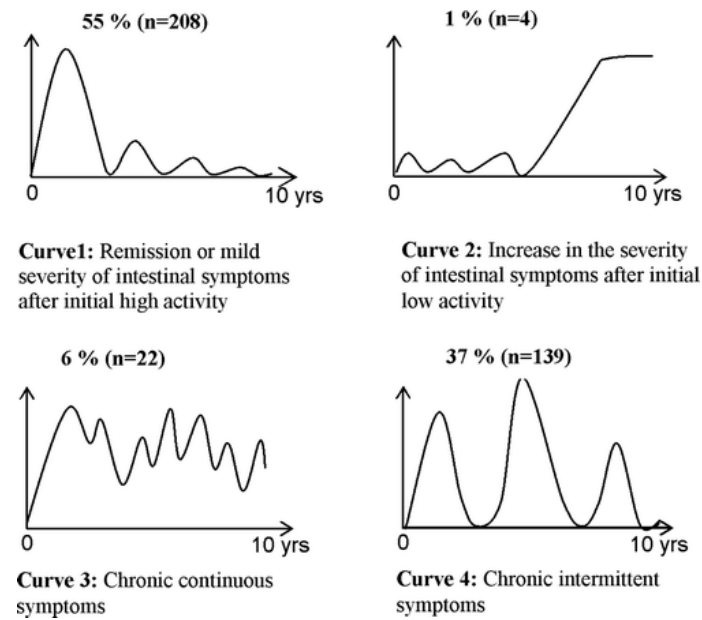 55 % (n=208)
0
10 yrs
Curve1: Remission or mild
severity of intestinal symptoms
after initial high activity
1 % (n=4)
0
10 yrs
Curve 2: Increase in the severity
of intestinal symptoms after initial
low activity
6 % (n=22)
0
10 yrs
Curve 3: Chronic continuous
symptoms
37 % (n=139)
0
10 yrs
Curve 4: Chronic intermittent
symptoms